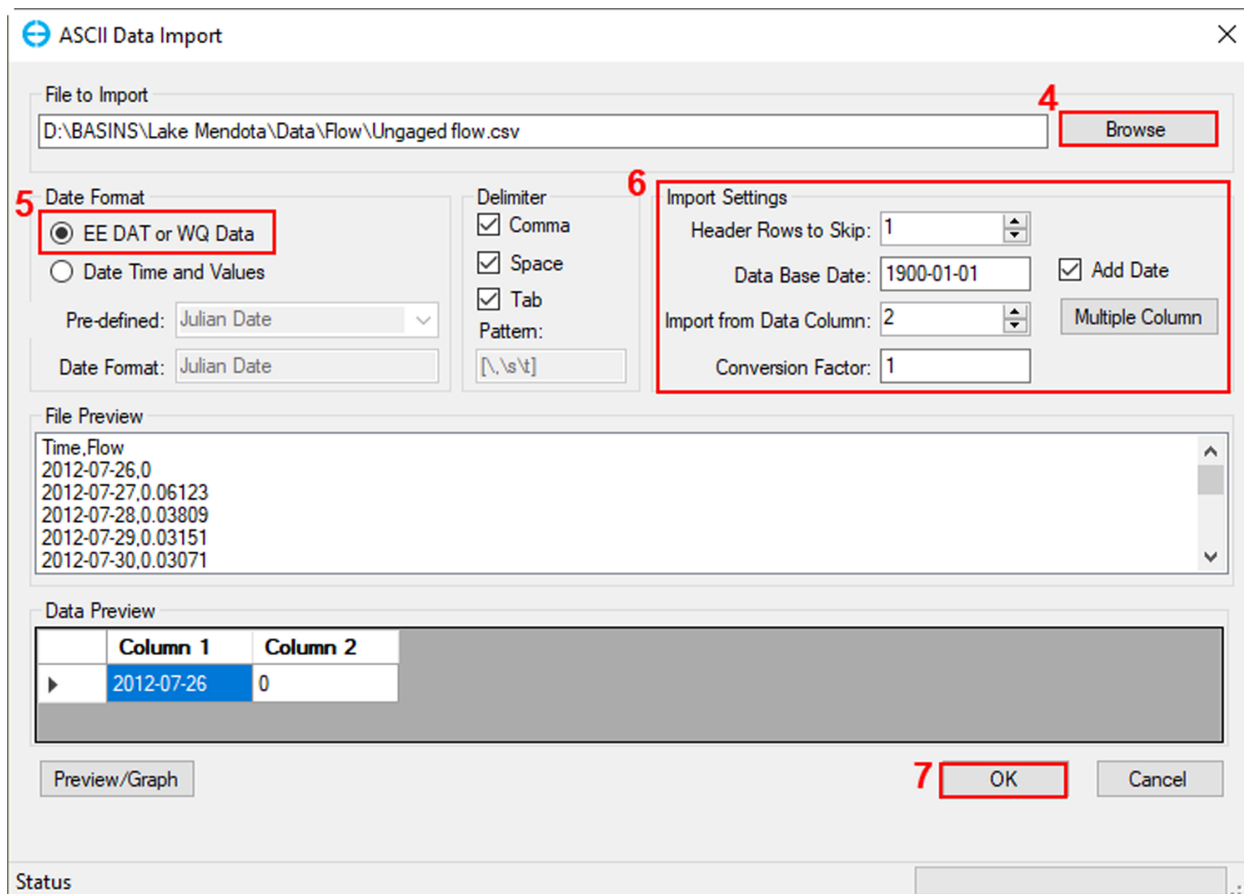 ASCII Data Import
File to Import
4
D:\BASINS\Lake Mendota\Data\Flow\Ungaged flow.csv
Browse
5
Date Format
EE DAT or WQ Data
Date Time and Values
Pre-defined: Julian Date
Date Format: Julian Date
Delimiter
Comma
Space
Tab
Pattern:
[\,\s\t]
6
Import Settings
Header Rows to Skip: 1
Data Base Date: 1900-01-01
Add Date
Import from Data Column: 2
Multiple Column
Conversion Factor: 1
File Preview
Time,Flow
2012-07-26,0
2012-07-27,0.06123
2012-07-28,0.03809
2012-07-29,0.03151
2012-07-30,0.03071
Data Preview
Column 1 Column 2
2012-07-26 0
Preview/Graph
7
OK
Cancel
Status